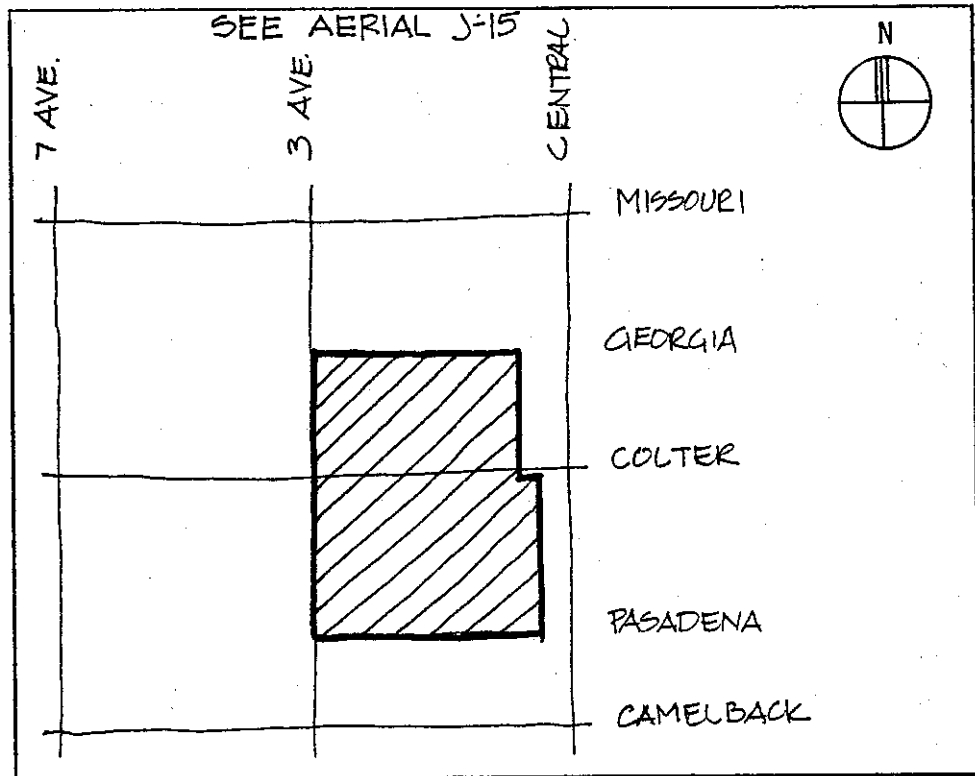 SEE AERIAL J-15
7 AVE.
3 AVE.
CENTRAL
N
MISSOURI
GEORGIA
COLTER
PASADENA
CAMELBACK